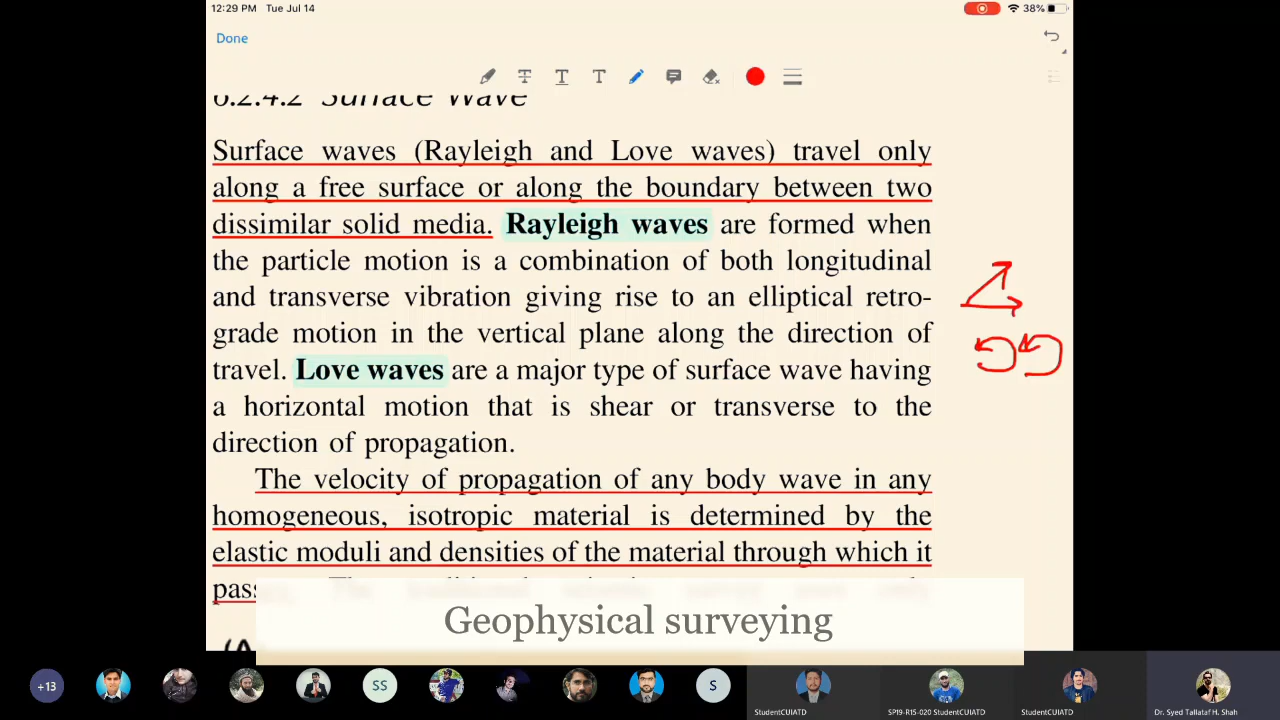 12:29 PM Tue Jul 14
38%
Done
T T T
6.2.4.2 Surface Wave
Surface waves (Rayleigh and Love waves) travel only
along a free surface or along the boundary between two
dissimilar solid media. Rayleigh waves are formed when
the particle motion is a combination of both longitudinal
and transverse vibration giving rise to an elliptical retro-
grade motion in the vertical plane along the direction of
travel. Love waves are a major type of surface wave having
a horizontal motion that is shear or transverse to the
direction of propagation.
The velocity of propagation of any body wave in any
homogeneous, isotropic material is determined by the
elastic moduli and densities of the material through which it
Geophysical surveying
+13
SS
S
StudentCUIATD
SP19-R15-020 StudentCUIATD
StudentCUIATD
Dr. Syed Tallataf H. Shah